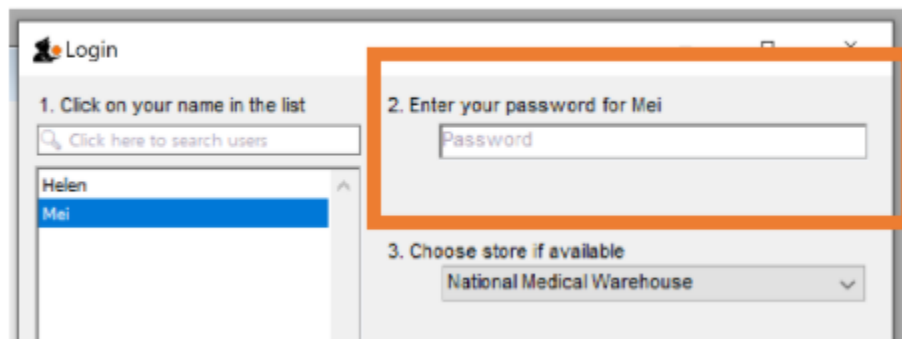 Login
1. Click on your name in the list
Click here to search users
Helen
Mei
2. Enter your password for Mei
Password
3. Choose store if available
National Medical Warehouse